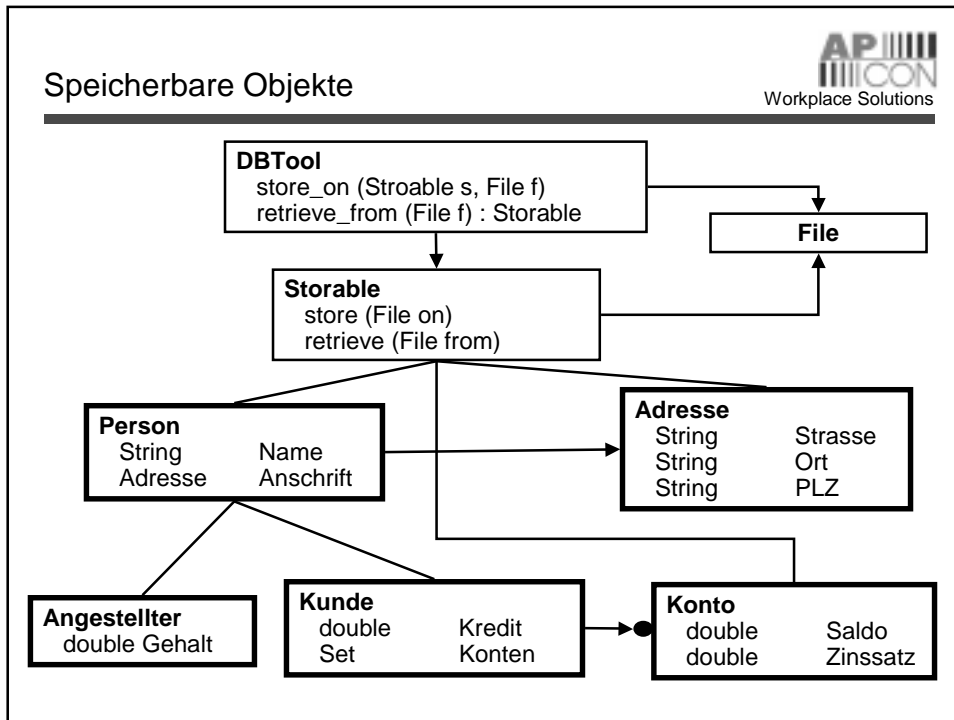 Speicherbare Objekte
AP
CON
Workplace Solutions
DBTool
store_on (Stroable s, File f)
retrieve_from (File f) : Storable
File
Storable
store (File on)
retrieve (File from)
Person
String Name
Adresse Anschrift
Adresse
String Strasse
String Ort
String PLZ
Angestellter
double Gehalt
Kunde
double Kredit
Set Konten
Konto
double Saldo
double Zinssatz